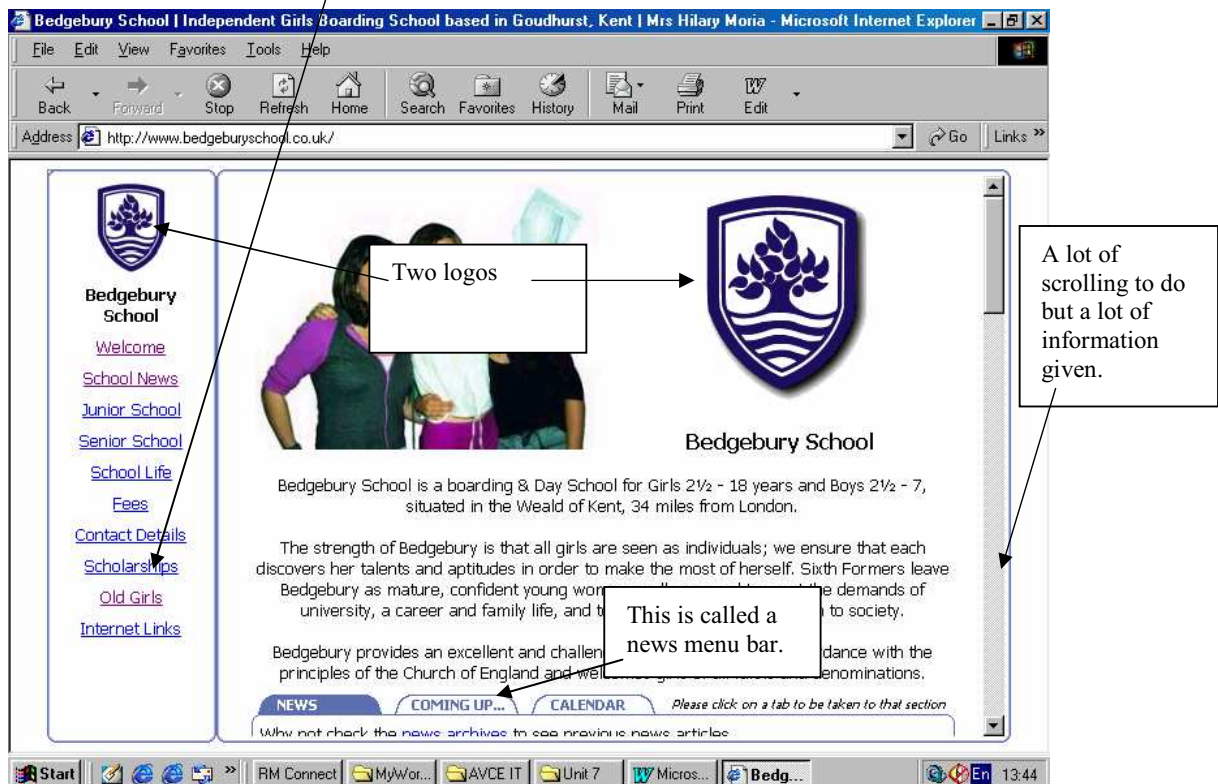 Bedgebury School | Independent Girls Boarding School based in Goudhurst, Kent | Mrs Hilary Moria - Microsoft Internet Explorer
File Edit View Favorites Tools Help
Back Forward Stop Refresh Home Search Favorites History Mail Print Edit
Address http://www.bedgeburyschool.co.uk/ Go Links »
Bedgebury
School
Welcome
School News
Junior School
Senior School
School Life
Fees
Contact Details
Scholarships
Old Girls
Internet Links
Two logos
Bedgebury School
A lot of
scrolling to do
but a lot of
information
given.
Bedgebury School is a boarding & Day School for Girls 2½ - 18 years and Boys 2½ - 7,
situated in the Weald of Kent, 34 miles from London.
The strength of Bedgebury is that all girls are seen as individuals; we ensure that each
discovers her talents and aptitudes in order to make the most of herself. Sixth Formers leave
Bedgebury as mature, confident young demands of
university, a career and family life, and to society.
This is called a
news menu bar.
Bedgebury provides an excellent and with the
principles of the Church of England and
NEWS COMING UP... CALENDAR Please click on a tab to be taken to that section
Why not check the news archives to see previous news articles
Start » RM Connect MyWor... AVCE IT Unit 7 Micros... Bedg... En 13:44